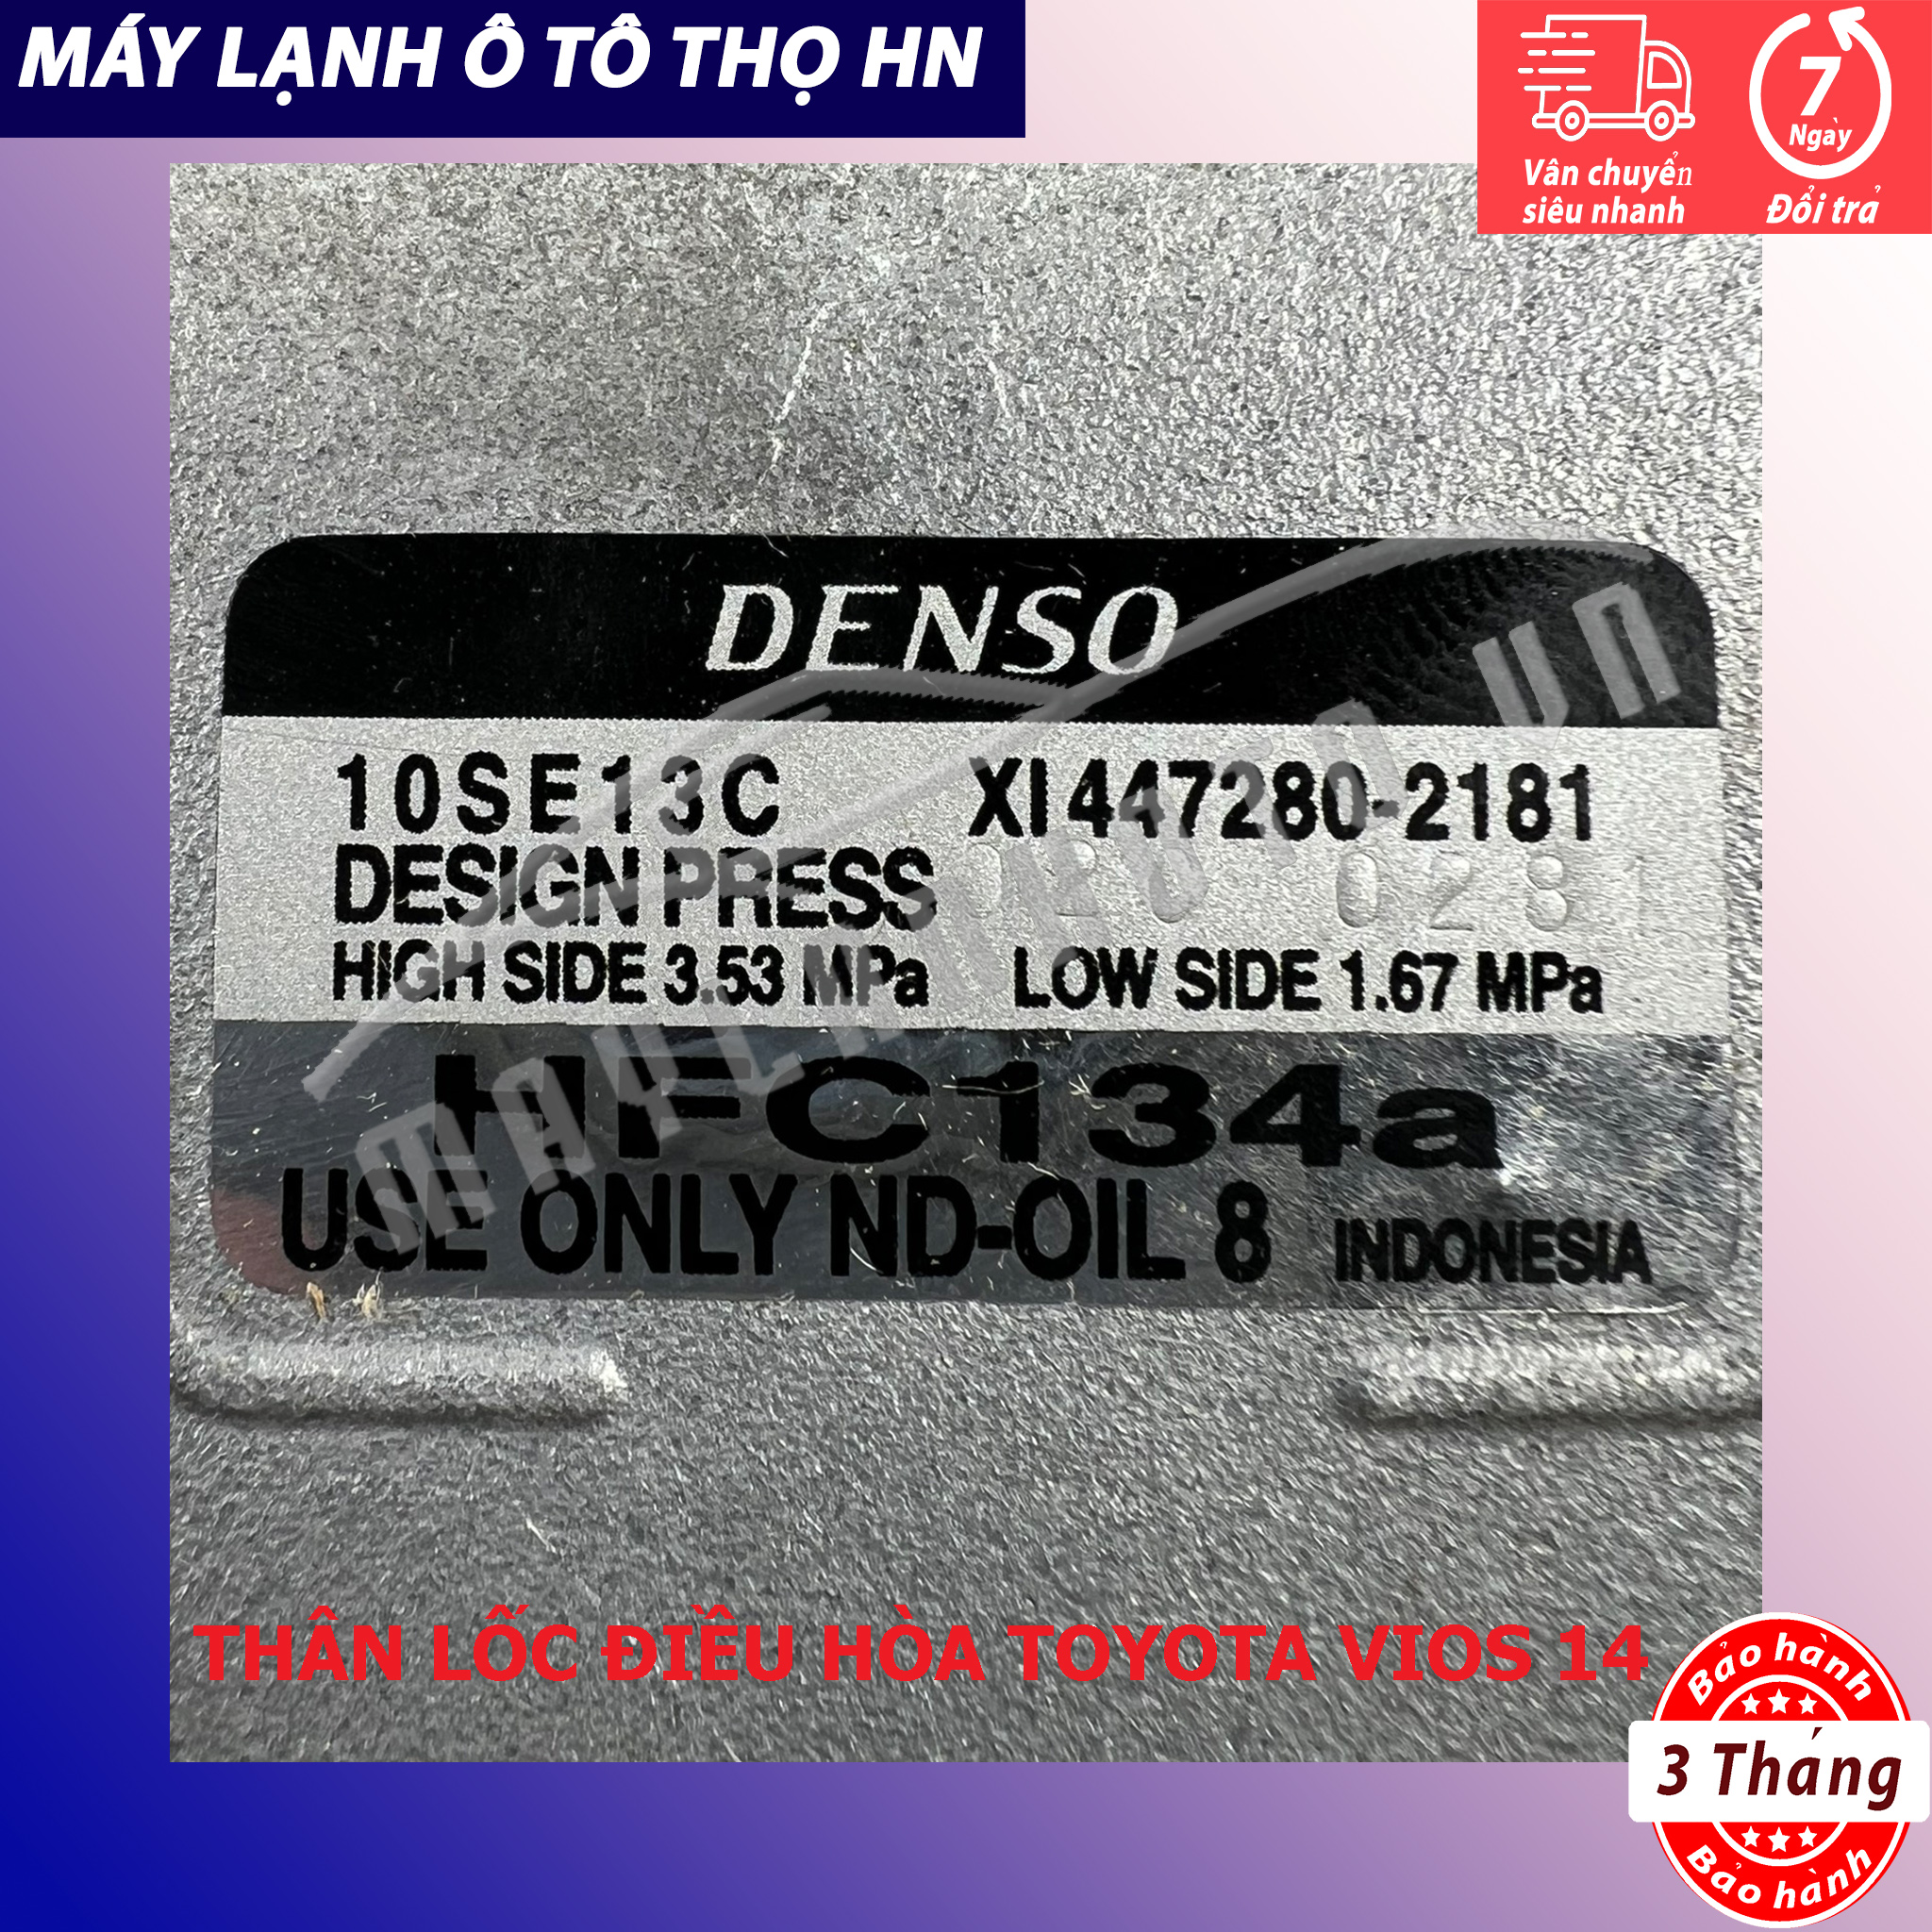 MÁY LẠNH Ô TÔ THỌ HN
Vân chuyển
siêu nhanh
7
Ngày
Đổi trả
DENSO
10SE13C XI447280-2181
DESIGN PRESS
HIGH SIDE 3.53 MPa LOW SIDE 1.67 MPa
HFC134a
USE ONLY ND-OIL 8 INDONESIA
THÂN LỐC ĐIỀU HÒA TOYOTA VIOS 14
Bảo hành
3 Tháng
Bảo hành